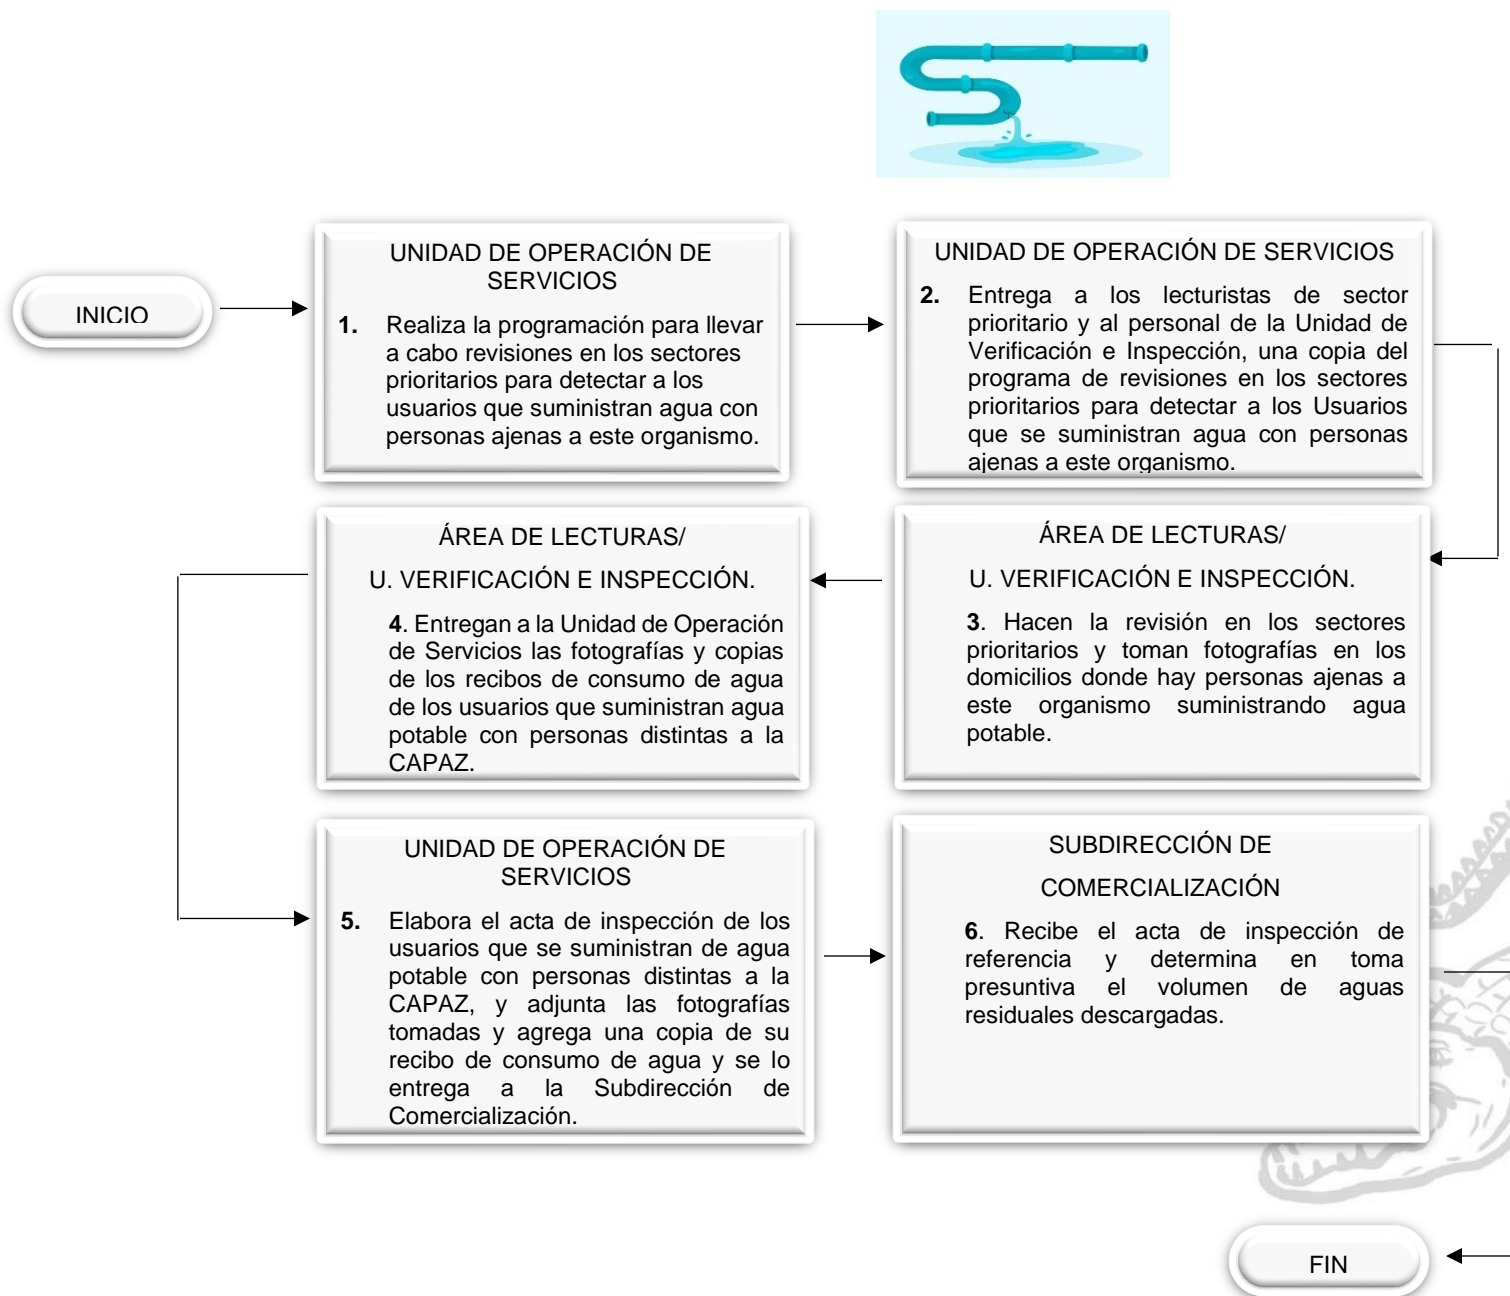 INICIO
UNIDAD DE OPERACIÓN DE
SERVICIOS
1. Realiza la programación para llevar
a cabo revisiones en los sectores
prioritarios para detectar a los
usuarios que suministran agua con
personas ajenas a este organismo.
UNIDAD DE OPERACIÓN DE SERVICIOS
2. Entrega a los lecturistas de sector
prioritario y al personal de la Unidad de
Verificación e Inspección, una copia del
programa de revisiones en los sectores
prioritarios para detectar a los Usuarios
que se suministran agua con personas
ajenas a este organismo.
ÁREA DE LECTURAS/
U. VERIFICACIÓN E INSPECCIÓN.
3. Hacen la revisión en los sectores
prioritarios y toman fotografías en los
domicilios donde hay personas ajenas a
este organismo suministrando agua
potable.
ÁREA DE LECTURAS/
U. VERIFICACIÓN E INSPECCIÓN.
4. Entregan a la Unidad de Operación
de Servicios las fotografías y copias
de los recibos de consumo de agua
de los usuarios que suministran agua
potable con personas distintas a la
CAPAZ.
UNIDAD DE OPERACIÓN DE
SERVICIOS
5. Elabora el acta de inspección de los
usuarios que se suministran de agua
potable con personas distintas a la
CAPAZ, y adjunta las fotografías
tomadas y agrega una copia de su
recibo de consumo de agua y se lo
entrega a la Subdirección de
Comercialización.
SUBDIRECCIÓN DE
COMERCIALIZACIÓN
6. Recibe el acta de inspección de
referencia y determina en toma
presuntiva el volumen de aguas
residuales descargadas.
FIN